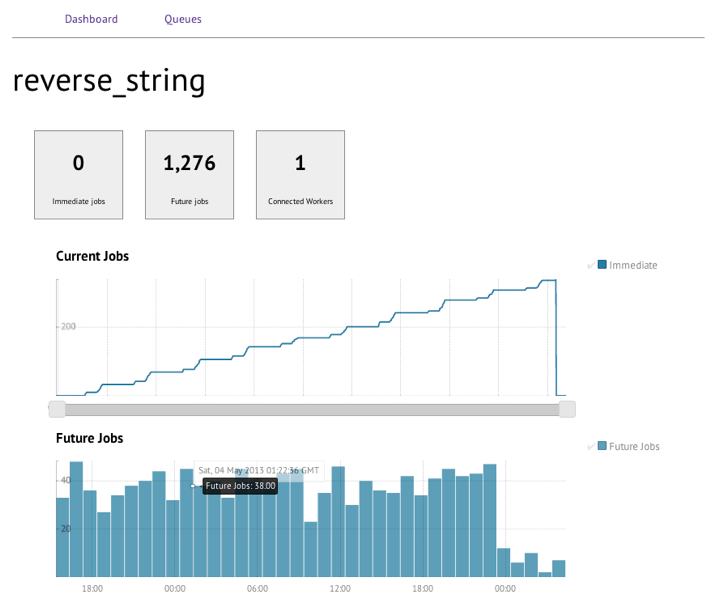 Dashboard Queues
reverse_string
0 1,276 1
Immediate jobs Future jobs Connected Workers
Current Jobs
✓ Immediate
200
Future Jobs
✓ Future Jobs
Sat, 04 May 2013 01:22:36 GMT
40
Future Jobs: 38.00
20
18:00 00:00 06:00 12:00 18:00 00:00